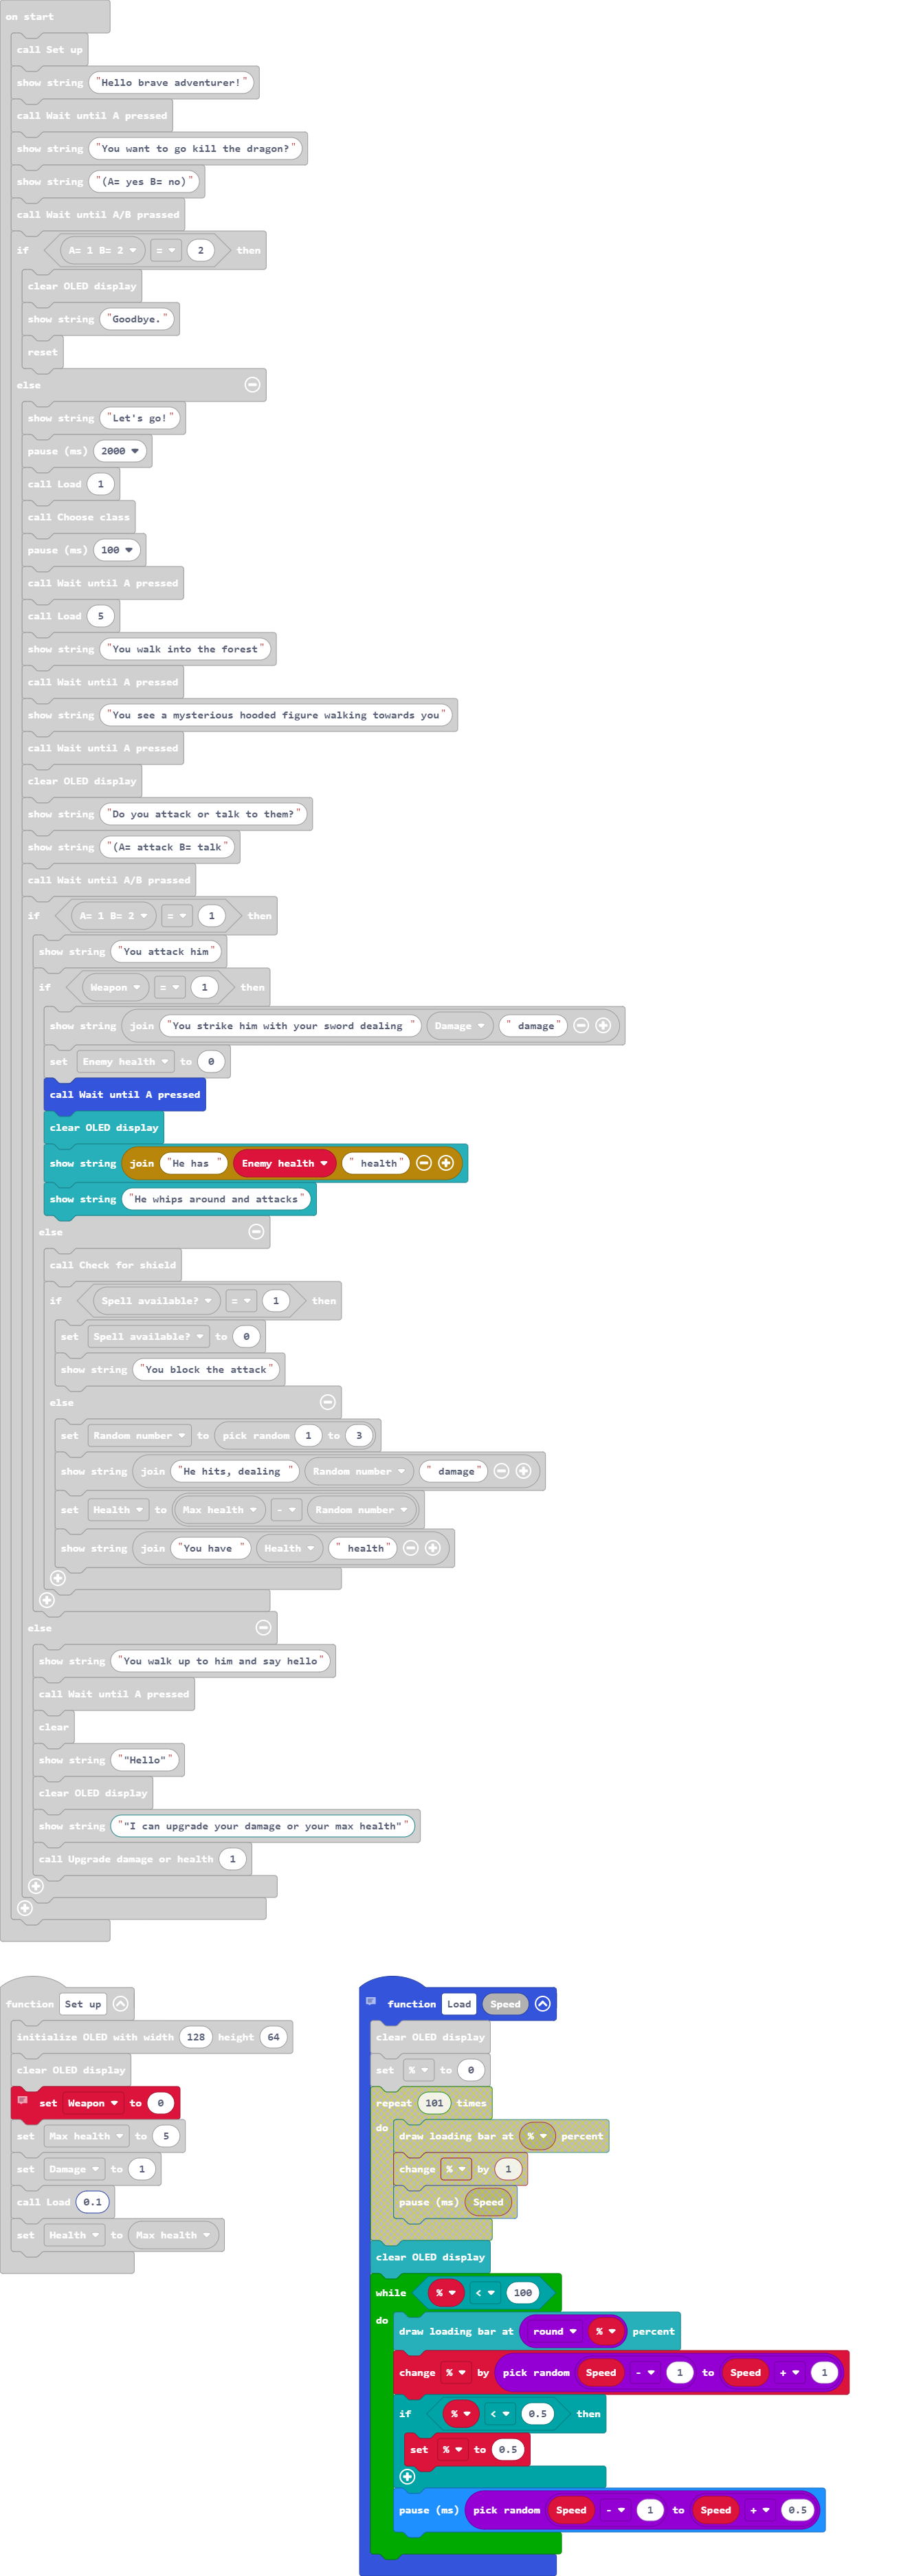 on start
call Set up
show string "Hello brave adventurer!"
call Wait until A pressed
show string "You want to go kill the dragon?"
show string "(A= yes B= no)"
call Wait until A/B prassed
if A= 1 B= 2 = 2 then
clear OLED display
show string "Goodbye."
reset
else
show string "Let's go!"
pause (ms) 2000
call Load 1
call Choose class
pause (ms) 100
call Wait until A pressed
call Load 5
show string "You walk into the forest"
call Wait until A pressed
show string "You see a mysterious hooded figure walking towards you"
call Wait until A pressed
clear OLED display
show string "Do you attack or talk to them?"
show string "(A= attack B= talk"
call Wait until A/B prassed
if A= 1 B= 2 = 1 then
show string "You attack him"
if Weapon = 1 then
show string join "You strike him with your sword dealing " Damage " damage"
set Enemy health to 0
call Wait until A pressed
clear OLED display
show string join "He has " Enemy health " health"
show string "He whips around and attacks"
else
call Check for shield
if Spell available? = 1 then
set Spell available? to 0
show string "You block the attack"
else
set Random number to pick random 1 to 3
show string join "He hits, dealing " Random number " damage"
set Health to Max health - Random number
show string join "You have " Health " health"
else
show string "You walk up to him and say hello"
call Wait until A pressed
clear
show string ""Hello""
clear OLED display
show string ""I can upgrade your damage or your max health""
call Upgrade damage or health 1
function Set up
initialize OLED with width 128 height 64
clear OLED display
set Weapon to 0
set Max health to 5
set Damage to 1
call Load 0.1
set Health to Max health
function Load Speed
clear OLED display
set % to 0
repeat 101 times
do draw loading bar at % percent
change % by 1
pause (ms) Speed
clear OLED display
while % < 100
do draw loading bar at round % percent
change % by pick random Speed - 1 to Speed + 1
if % < 0.5 then
set % to 0.5
pause (ms) pick random Speed - 1 to Speed + 0.5